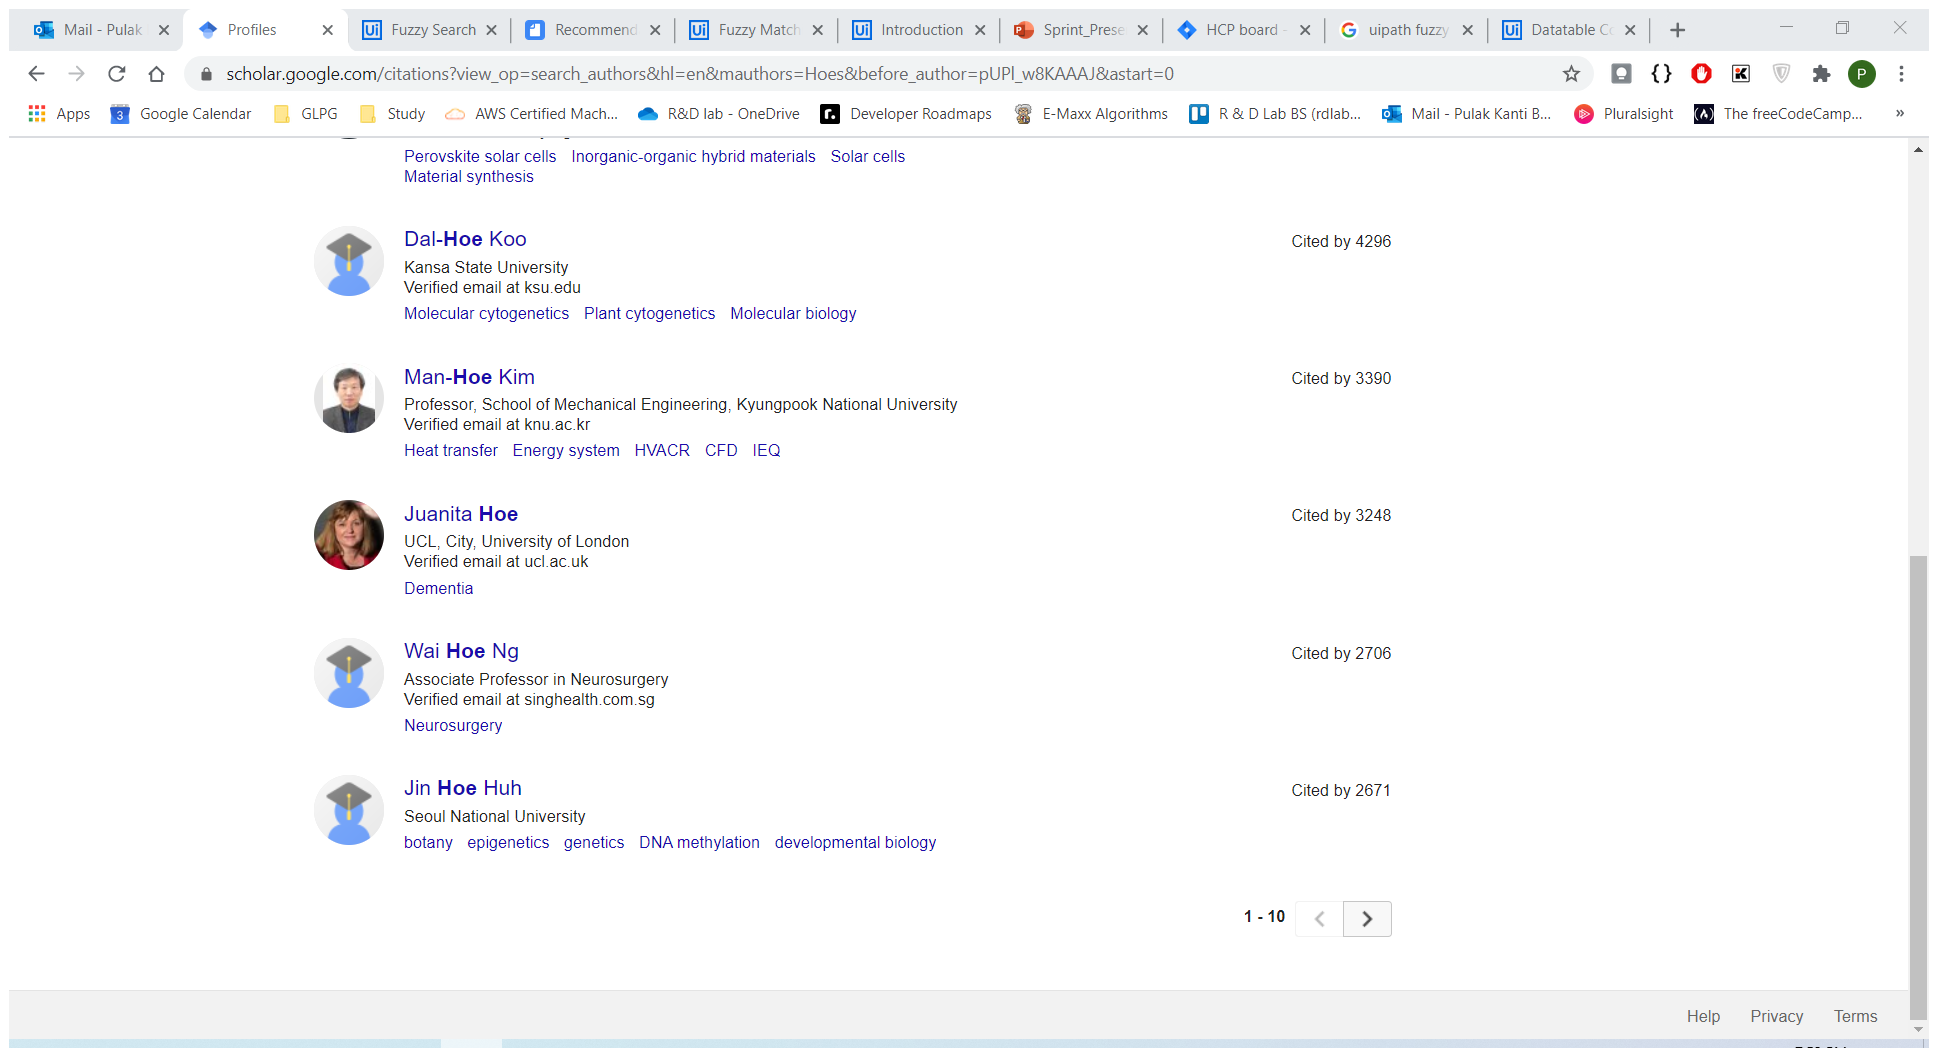 Mail - Pulak
Profiles
Fuzzy Search
Recommend
Fuzzy Match
Introduction
Sprint_Prese
HCP board -
uipath fuzzy
Datatable Co
scholar.google.com/citations?view_op=search_authors&hl=en&mauthors=Hoes&before_author=pUPl_w8KAAAJ&astart=0
P
Apps
3 Google Calendar
GLPG
Study
AWS Certified Mach...
R&D lab - OneDrive
Developer Roadmaps
E-Maxx Algorithms
R & D Lab BS (rdlab...
Mail - Pulak Kanti B...
Pluralsight
The freeCodeCamp...
»
Perovskite solar cells Inorganic-organic hybrid materials Solar cells
Material synthesis
Dal-Hoe Koo
Cited by 4296
Kansa State University
Verified email at ksu.edu
Molecular cytogenetics Plant cytogenetics Molecular biology
Man-Hoe Kim
Cited by 3390
Professor, School of Mechanical Engineering, Kyungpook National University
Verified email at knu.ac.kr
Heat transfer Energy system HVACR CFD IEQ
Juanita Hoe
Cited by 3248
UCL, City, University of London
Verified email at ucl.ac.uk
Dementia
Wai Hoe Ng
Cited by 2706
Associate Professor in Neurosurgery
Verified email at singhealth.com.sg
Neurosurgery
Jin Hoe Huh
Cited by 2671
Seoul National University
botany epigenetics genetics DNA methylation developmental biology
1 - 10
Help Privacy Terms